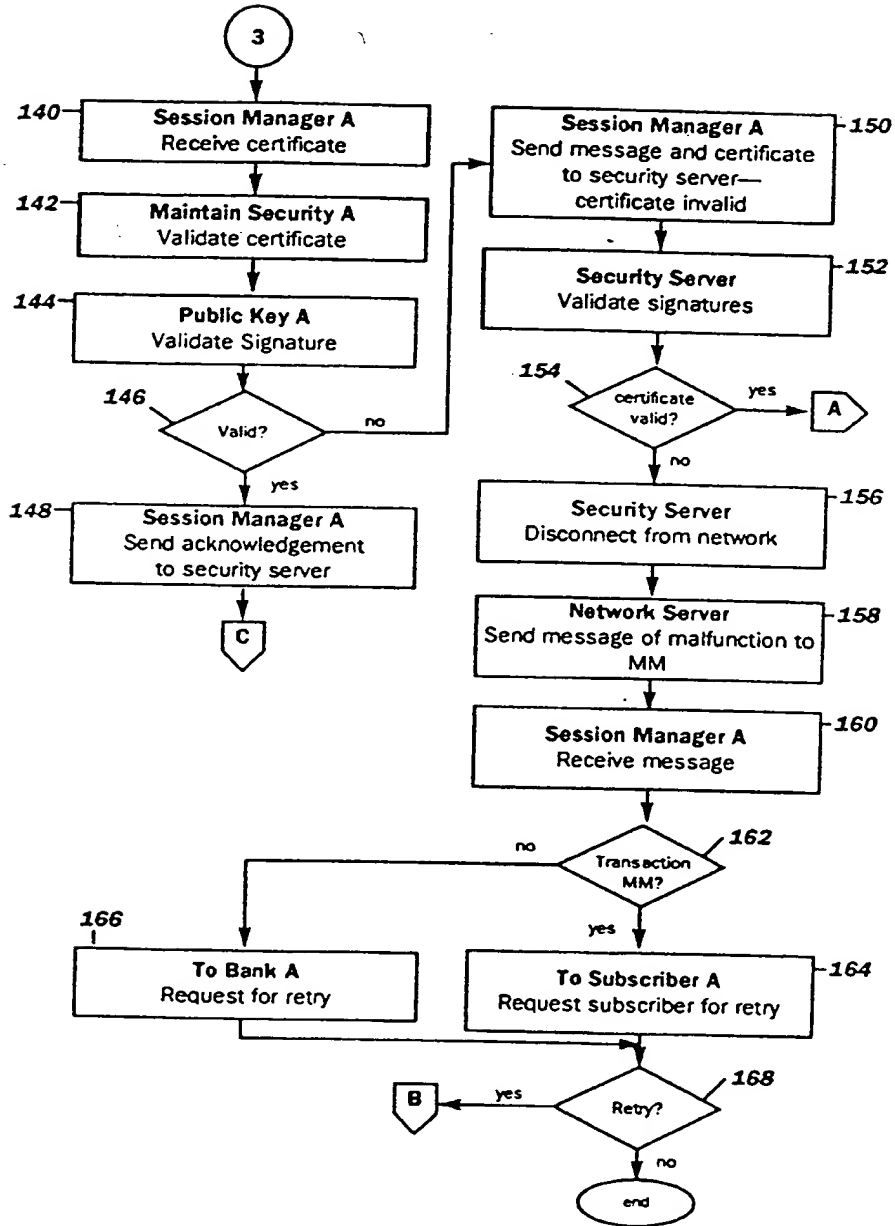 3
140
Session Manager A
Receive certificate
142
Maintain Security A
Validate certificate
144
Public Key A
Validate Signature
146
Valid?
no
yes
148
Session Manager A
Send acknowledgement
to security server
C
150
Session Manager A
Send message and certificate
to security server—
certificate invalid
152
Security Server
Validate signatures
154
certificate
valid?
yes
A
no
156
Security Server
Disconnect from network
158
Network Server
Send message of malfunction to
MM
160
Session Manager A
Receive message
162
Transaction
MM?
no
yes
166
To Bank A
Request for retry
164
To Subscriber A
Request subscriber for retry
168
Retry?
yes
B
no
end